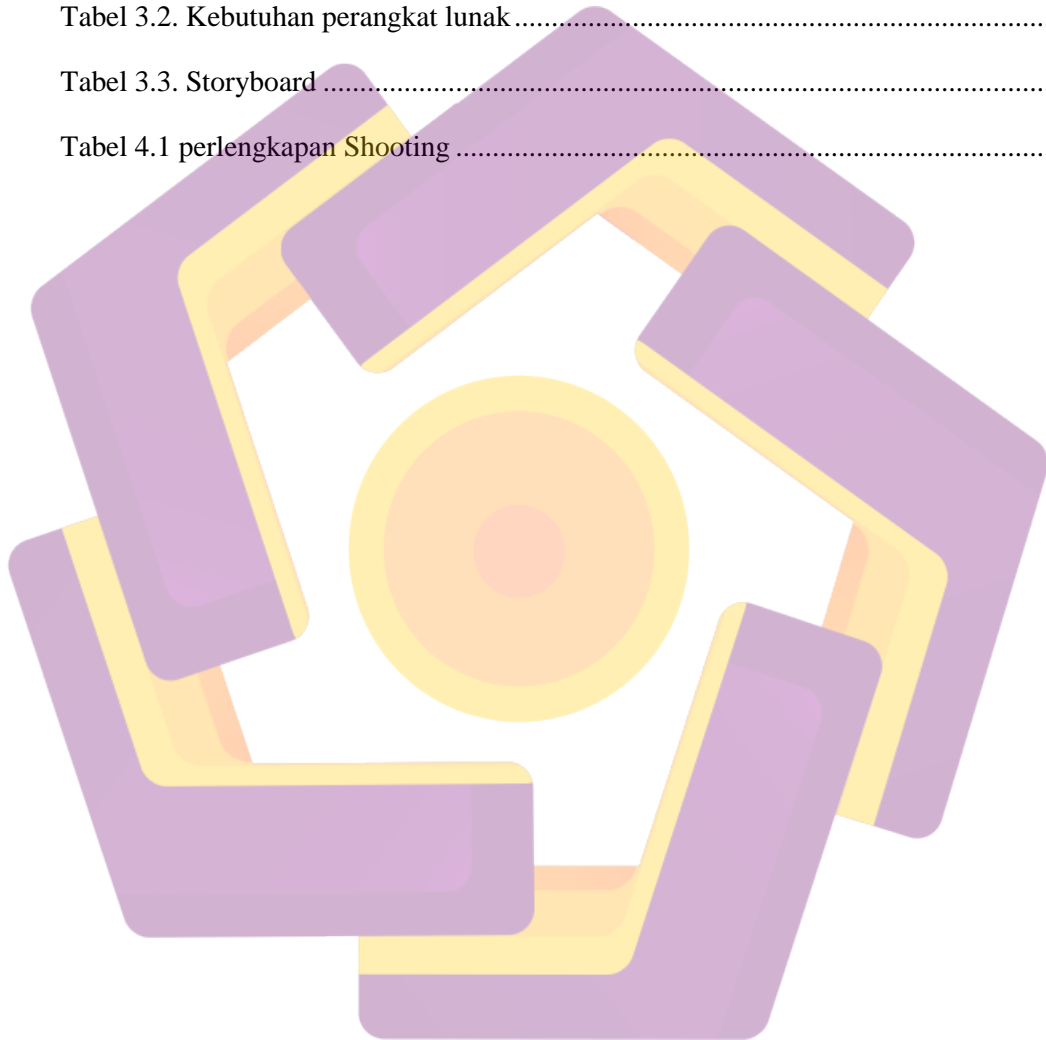 Tabel 3.2. Kebutuhan perangkat lunak.......................................................................
Tabel 3.3. Storyboard .................................................................................................
Tabel 4.1 perlengkapan Shooting ...............................................................................